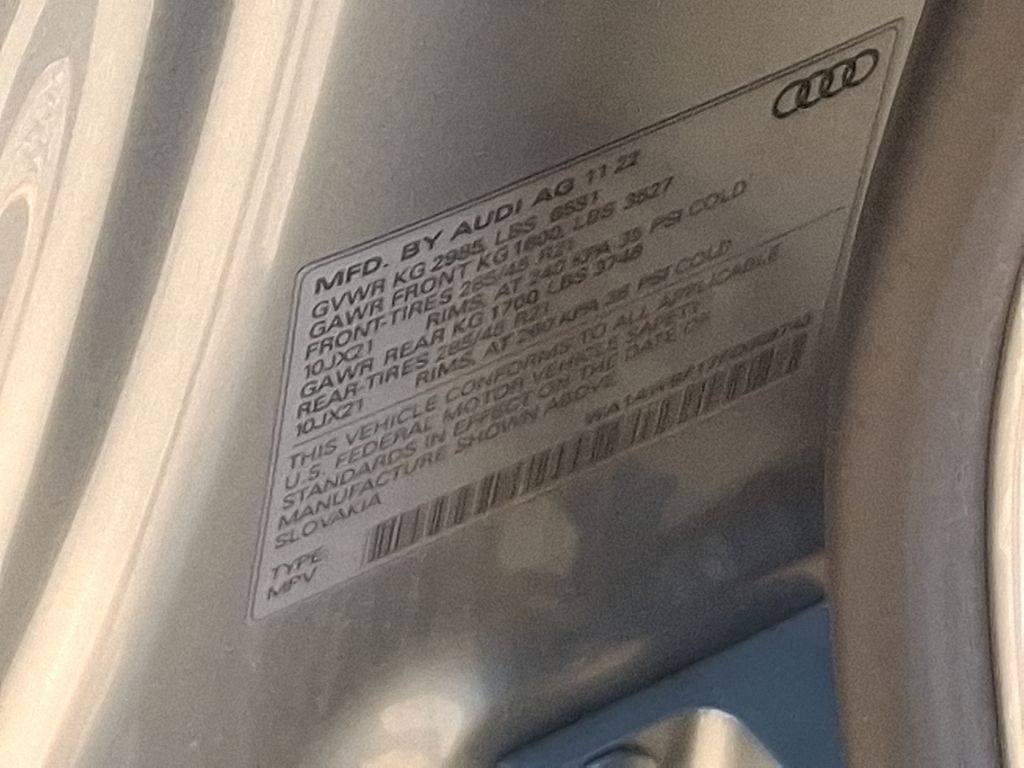 MFD. BY AUDI AG 11 22
GVWR KG 2985, LBS 6581
GAWR FRONT KG 1600, LBS 3527
FRONT-TIRES 285/45 R21
10JX21 RIMS, AT 240 KPA 35 PSI COLD
GAWR REAR KG 1700, LBS 3748
REAR-TIRES 285/45 R21
10JX21 RIMS, AT 260 KPA 38 PSI COLD
THIS VEHICLE CONFORMS TO ALL APPLICABLE
U.S. FEDERAL MOTOR VEHICLE SAFETY
STANDARDS IN EFFECT ON THE DATE OF
MANUFACTURE SHOWN ABOVE
SLOVAKIA
TYPE:
MPV